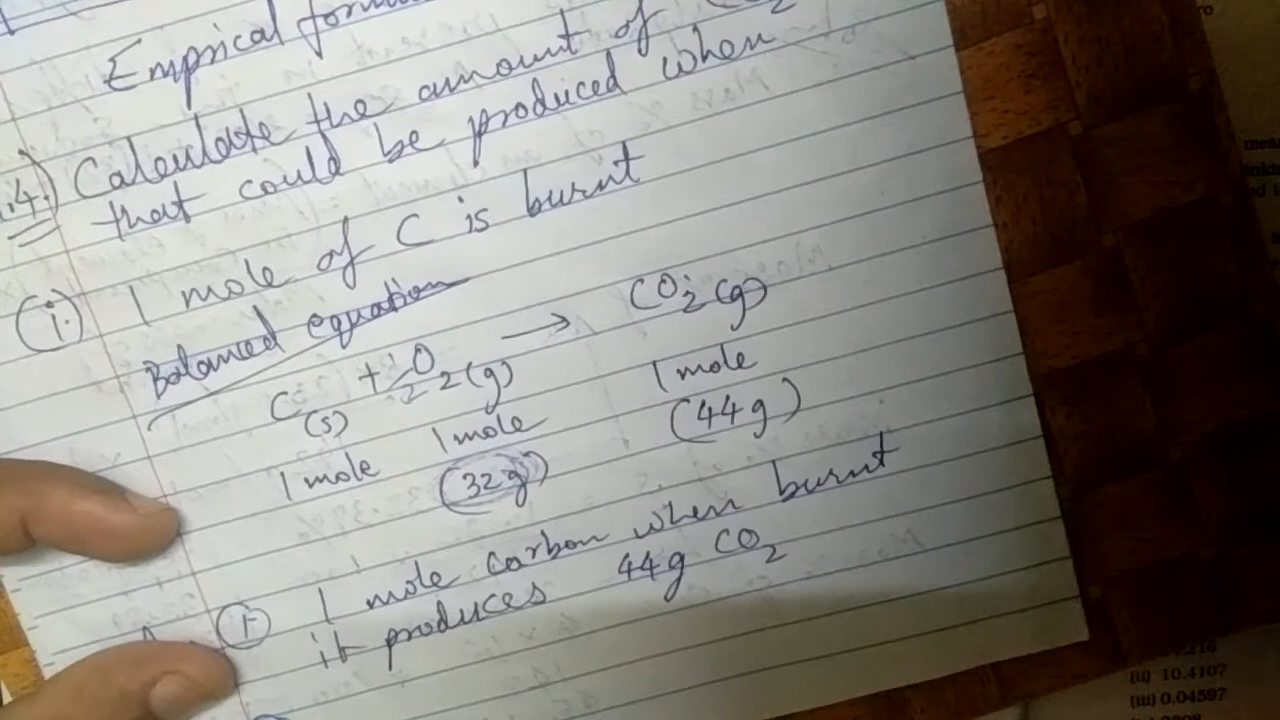 Emprical
.4.) Calculate the amount of CO2
that could be produced when
(i.) 1 mole of C is burnt
Balanced equation
C(s) + O2(g) → CO2(g)
1 mole 1 mole 1 mole
(32g) (44g)
1 mole carbon when burnt
it produces 44g CO2
(ii) 10.4107
(iii) 0.04597